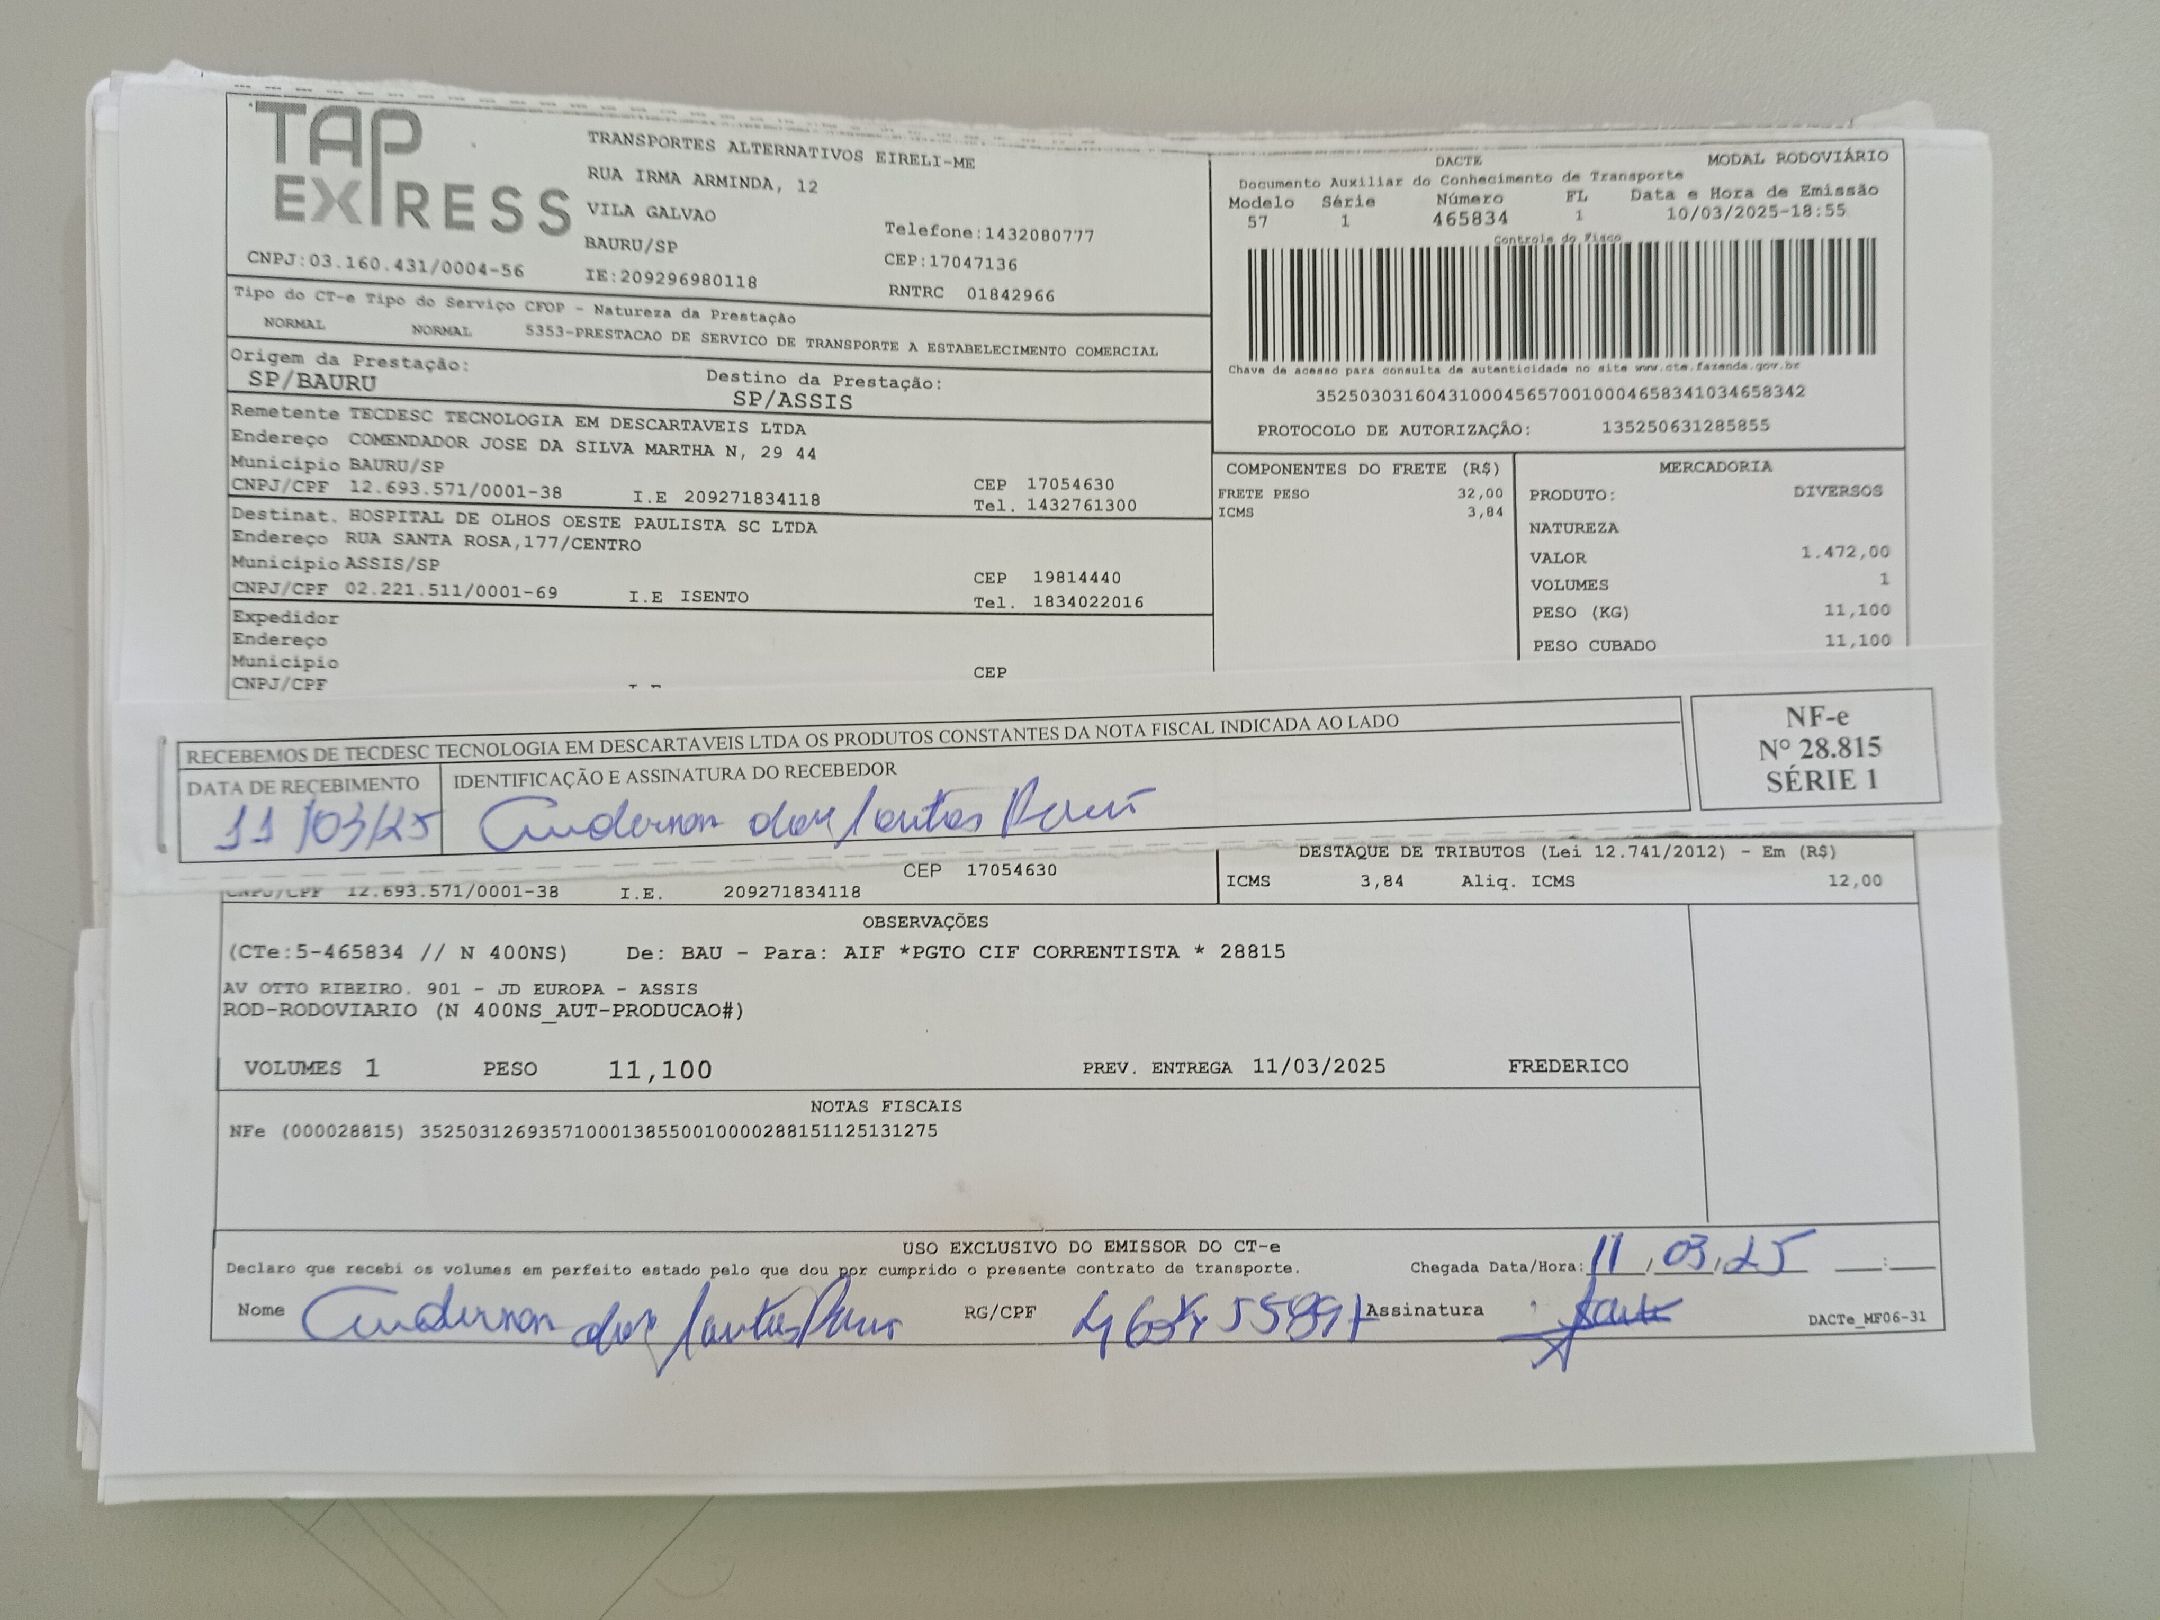 TAP
EXPRESS
TRANSPORTES ALTERNATIVOS EIRELI-ME
RUA IRMA ARMINDA, 12
VILA GALVAO
BAURU/SP
Telefone:1432080777
CEP:17047136
CNPJ:03.160.431/0004-56
IE:209296980118
RNTRC 01842966
DACTE MODAL RODOVIÁRIO
Documento Auxiliar do Conhecimento de Transporte
Modelo Série Número FL Data e Hora de Emissão
57 1 465834 1 10/03/2025-18:55
Controle do Fisco
Chave de acesso para consulta de autenticidade no site www.cte.fazenda.gov.br
35250303160431000456570010004658341034658342
PROTOCOLO DE AUTORIZAÇÃO: 135250631285855
Tipo do CT-e Tipo do Serviço CFOP - Natureza da Prestação
NORMAL NORMAL 5353-PRESTACAO DE SERVICO DE TRANSPORTE A ESTABELECIMENTO COMERCIAL
Origem da Prestação: Destino da Prestação:
SP/BAURU SP/ASSIS
Remetente TECDESC TECNOLOGIA EM DESCARTAVEIS LTDA
Endereço COMENDADOR JOSE DA SILVA MARTHA N, 29 44
Município BAURU/SP CEP 17054630
CNPJ/CPF 12.693.571/0001-38 I.E 209271834118 Tel. 1432761300
Destinat. HOSPITAL DE OLHOS OESTE PAULISTA SC LTDA
Endereço RUA SANTA ROSA,177/CENTRO
Município ASSIS/SP CEP 19814440
CNPJ/CPF 02.221.511/0001-69 I.E ISENTO Tel. 1834022016
Expedidor
Endereço
Município CEP
CNPJ/CPF
COMPONENTES DO FRETE (R$)
FRETE PESO 32,00
ICMS 3,84
MERCADORIA
PRODUTO: DIVERSOS
NATUREZA
VALOR 1.472,00
VOLUMES 1
PESO (KG) 11,100
PESO CUBADO 11,100
RECEBEMOS DE TECDESC TECNOLOGIA EM DESCARTAVEIS LTDA OS PRODUTOS CONSTANTES DA NOTA FISCAL INDICADA AO LADO
DATA DE RECEBIMENTO IDENTIFICAÇÃO E ASSINATURA DO RECEBEDOR
11/03/25 dos Santos
NF-e
Nº 28.815
SÉRIE 1
CEP 17054630
CNPJ/CPF 12.693.571/0001-38 I.E. 209271834118
DESTAQUE DE TRIBUTOS (Lei 12.741/2012) - Em (R$)
ICMS 3,84 Aliq. ICMS 12,00
OBSERVAÇÕES
(CTe:5-465834 // N 400NS) De: BAU - Para: AIF *PGTO CIF CORRENTISTA * 28815
AV OTTO RIBEIRO. 901 - JD EUROPA - ASSIS
ROD-RODOVIARIO (N 400NS_AUT-PRODUCAO#)
VOLUMES 1 PESO 11,100 PREV. ENTREGA 11/03/2025 FREDERICO
NOTAS FISCAIS
NFe (000028815) 35250312693571000138550010000288151125131275
USO EXCLUSIVO DO EMISSOR DO CT-e
Declaro que recebi os volumes em perfeito estado pelo que dou por cumprido o presente contrato de transporte. Chegada Data/Hora: 11/03/25 __:__
Nome dos Santos RG/CPF Assinatura DACTe_MF06-31